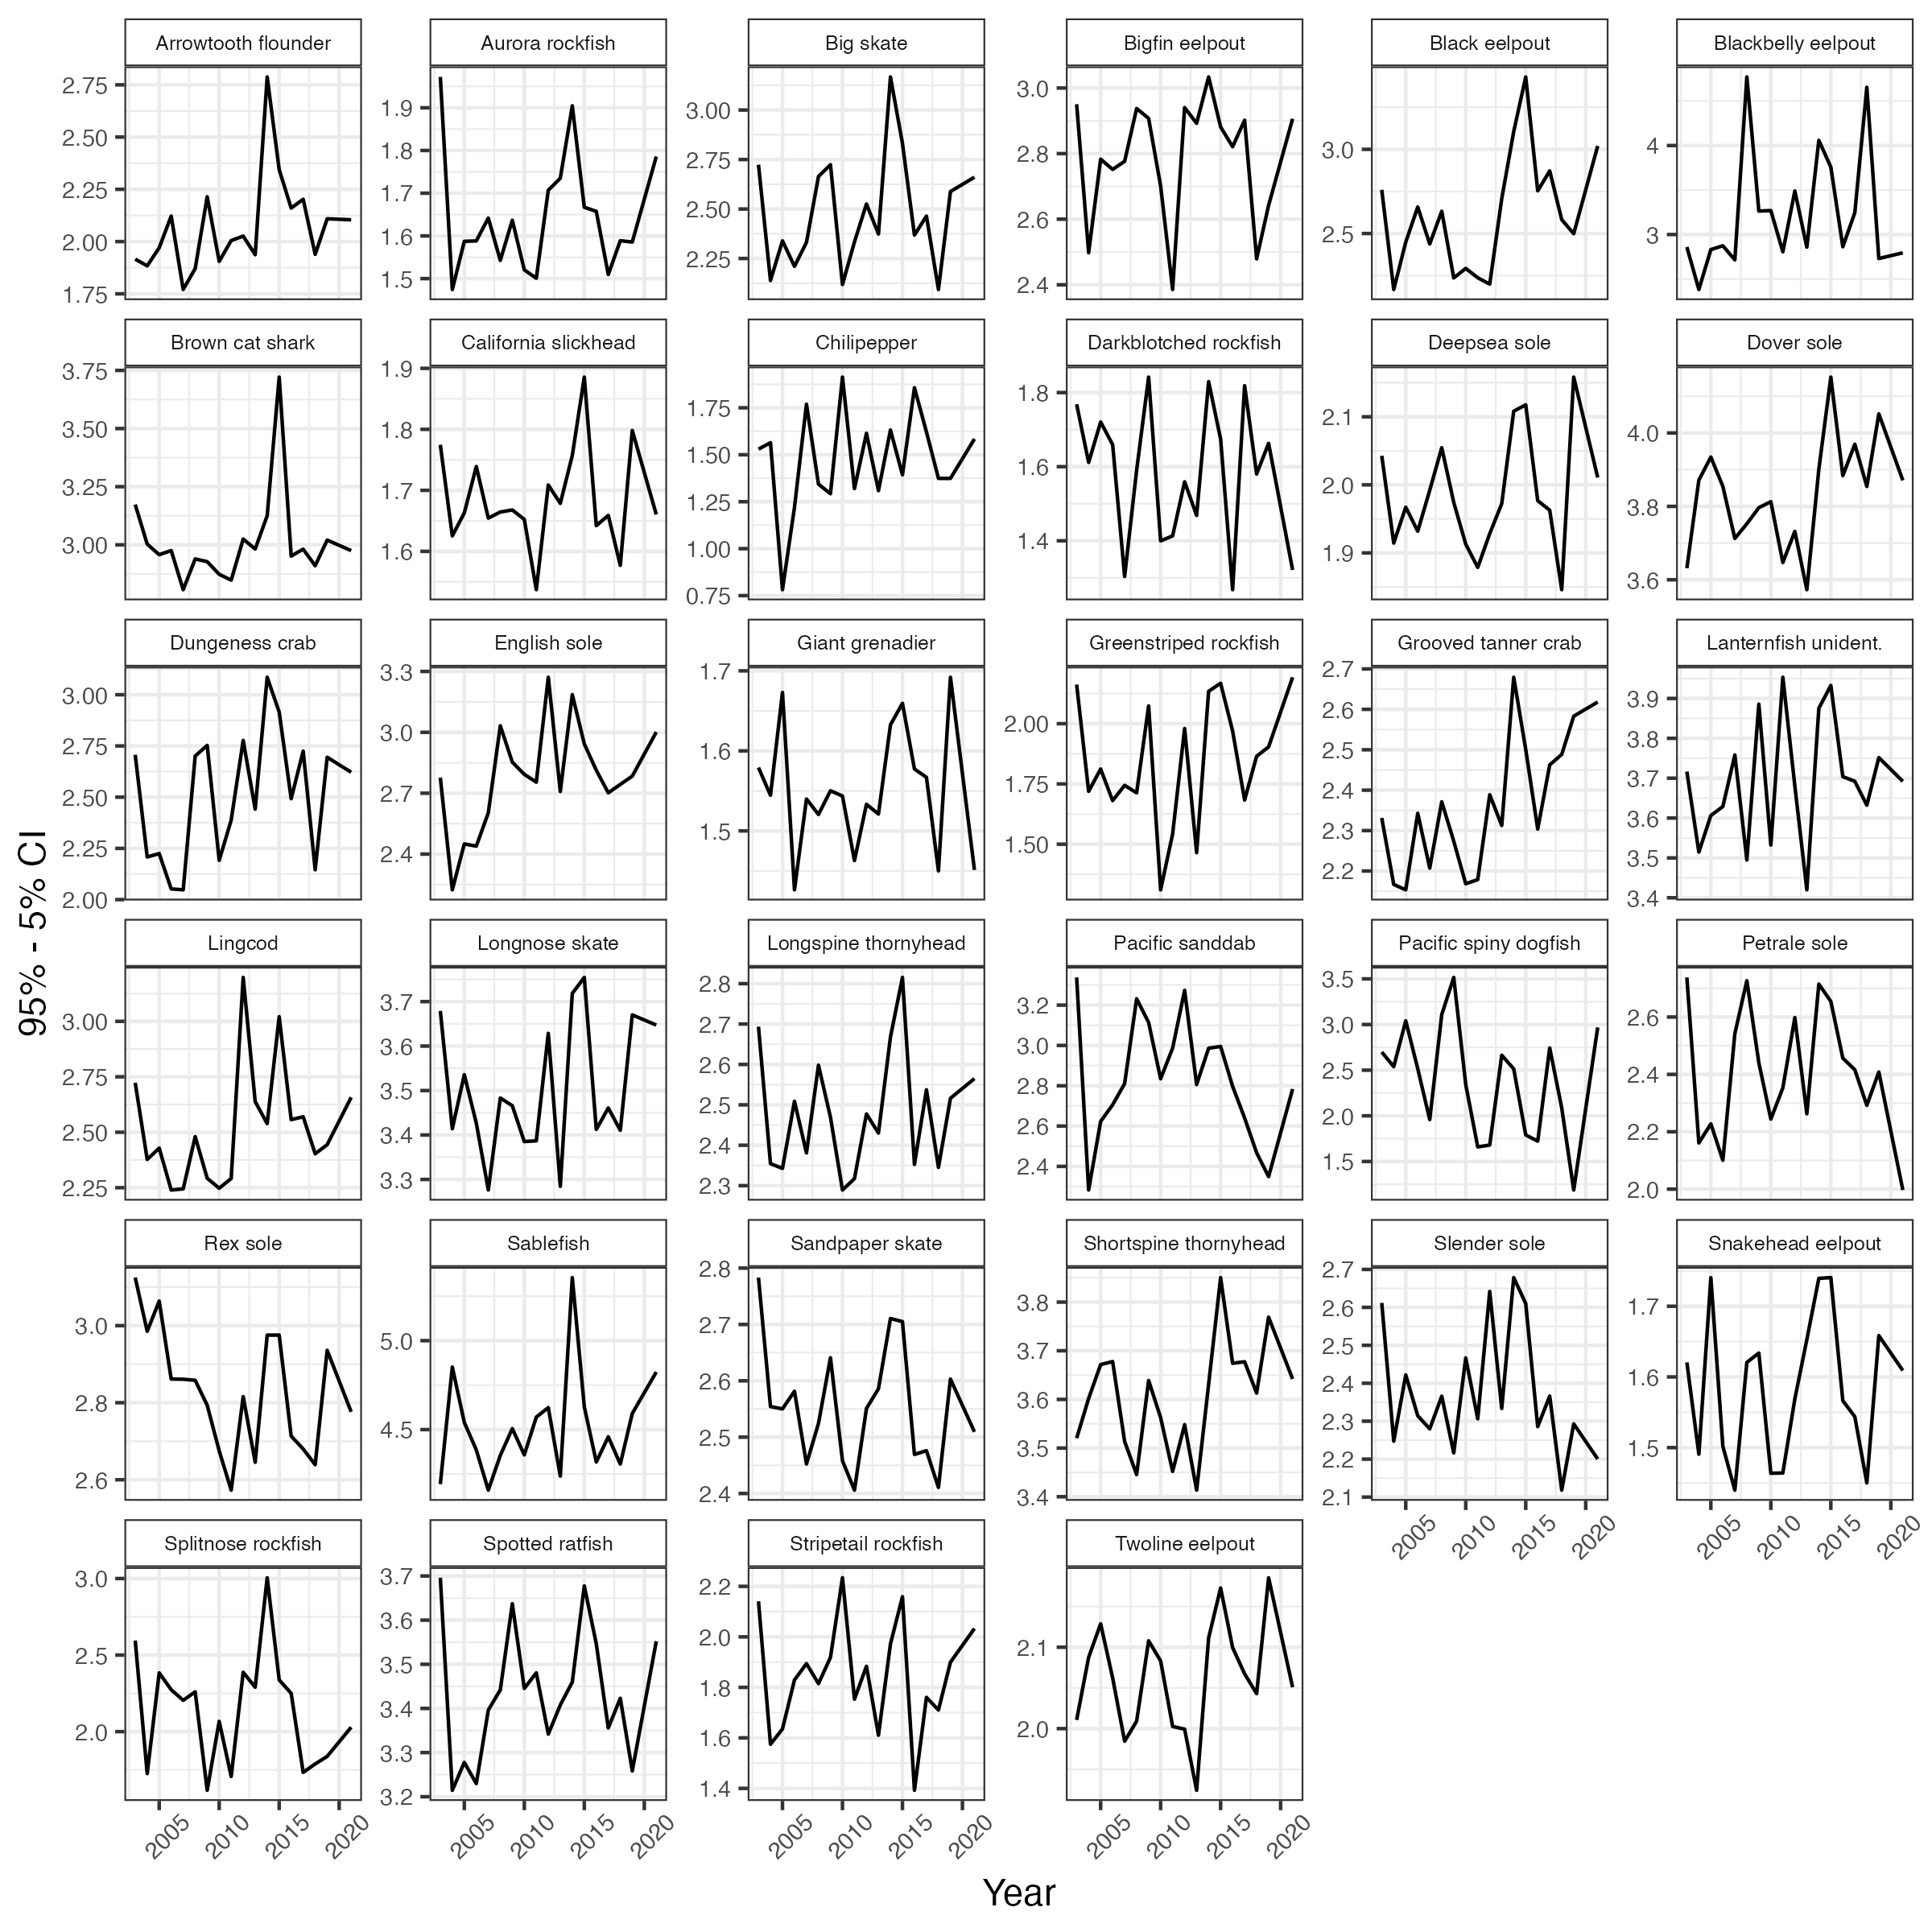 Arrowtooth flounder Aurora rockfish Big skate Bigfin eelpout Black eelpout Blackbelly eelpout
2.75 2.50 2.25 2.00 1.75
1.9 1.8 1.7 1.6 1.5
3.00 2.75 2.50 2.25
3.0 2.8 2.6 2.4
3.0 2.5
4 3
Brown cat shark California slickhead Chilipepper Darkblotched rockfish Deepsea sole Dover sole
3.75 3.50 3.25 3.00
1.9 1.8 1.7 1.6
1.75 1.50 1.25 1.00 0.75
1.8 1.6 1.4
2.1 2.0 1.9
4.0 3.8 3.6
Dungeness crab English sole Giant grenadier Greenstriped rockfish Grooved tanner crab Lanternfish unident.
3.00 2.75 2.50 2.25 2.00
3.3 3.0 2.7 2.4
1.7 1.6 1.5
2.00 1.75 1.50
2.7 2.6 2.5 2.4 2.3 2.2
3.9 3.8 3.7 3.6 3.5 3.4
95% - 5% CI
Lingcod Longnose skate Longspine thornyhead Pacific sanddab Pacific spiny dogfish Petrale sole
3.00 2.75 2.50 2.25
3.7 3.6 3.5 3.4 3.3
2.8 2.7 2.6 2.5 2.4 2.3
3.2 3.0 2.8 2.6 2.4
3.5 3.0 2.5 2.0 1.5
2.6 2.4 2.2 2.0
Rex sole Sablefish Sandpaper skate Shortspine thornyhead Slender sole Snakehead eelpout
3.0 2.8 2.6
5.0 4.5
2.8 2.7 2.6 2.5 2.4
3.8 3.7 3.6 3.5 3.4
2.7 2.6 2.5 2.4 2.3 2.2 2.1
1.7 1.6 1.5
2005 2010 2015 2020 2005 2010 2015 2020
Splitnose rockfish Spotted ratfish Stripetail rockfish Twoline eelpout
3.0 2.5 2.0
3.7 3.6 3.5 3.4 3.3 3.2
2.2 2.0 1.8 1.6 1.4
2.1 2.0
2005 2010 2015 2020 2005 2010 2015 2020 2005 2010 2015 2020 2005 2010 2015 2020
Year